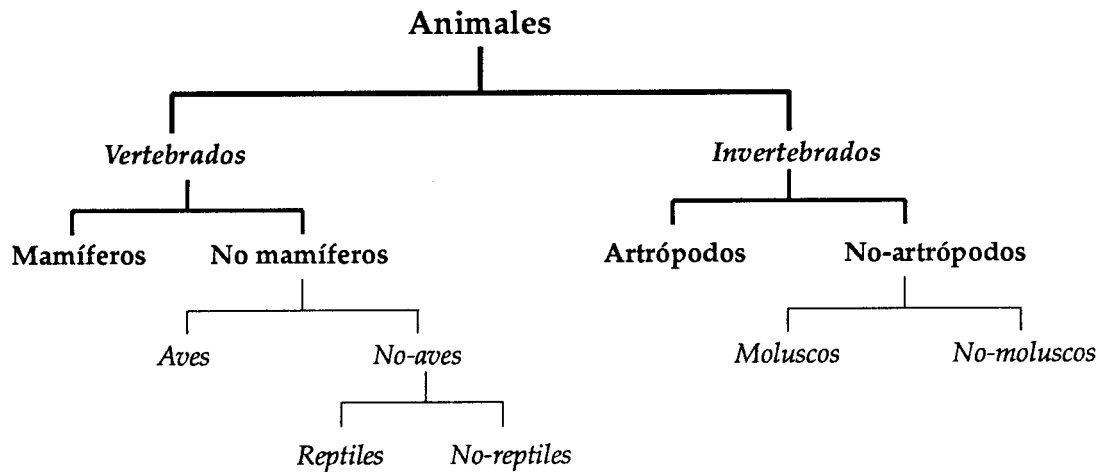 Animales
Vertebrados Invertebrados
Mamíferos No mamíferos Artrópodos No-artrópodos
Aves No-aves Moluscos No-moluscos
Reptiles No-reptiles